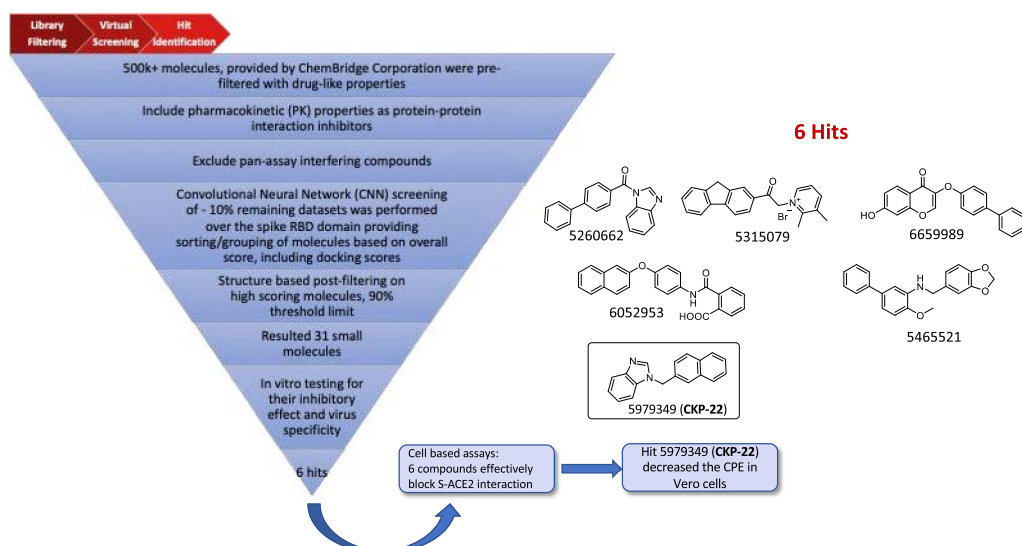 Library
Filtering
Virtual
Screening
Hit
Identification
500k+ molecules, provided by ChemBridge Corporation were pre-
filtered with drug-like properties
Include pharmacokinetic (PK) properties as protein-protein
interaction inhibitors
Exclude pan-assay interfering compounds
Convolutional Neural Network (CNN) screening
of - 10% remaining datasets was performed
over the spike RBD domain providing
sorting/grouping of molecules based on overall
score, including docking scores
Structure based post-filtering on
high scoring molecules, 90%
threshold limit
Resulted 31 small
molecules
In vitro testing for
their inhibitory
effect and virus
specificity
6 hits
Cell based assays:
6 compounds effectively
block S-ACE2 interaction
Hit 5979349 (CKP-22)
decreased the CPE in
Vero cells
6 Hits
O
N
N
5260662
O
N+
Br-
5315079
O
O
HO
O
6659989
O
O
NH
HOOC
6052953
H
N
O
O
O
5465521
N
N
5979349 (CKP-22)